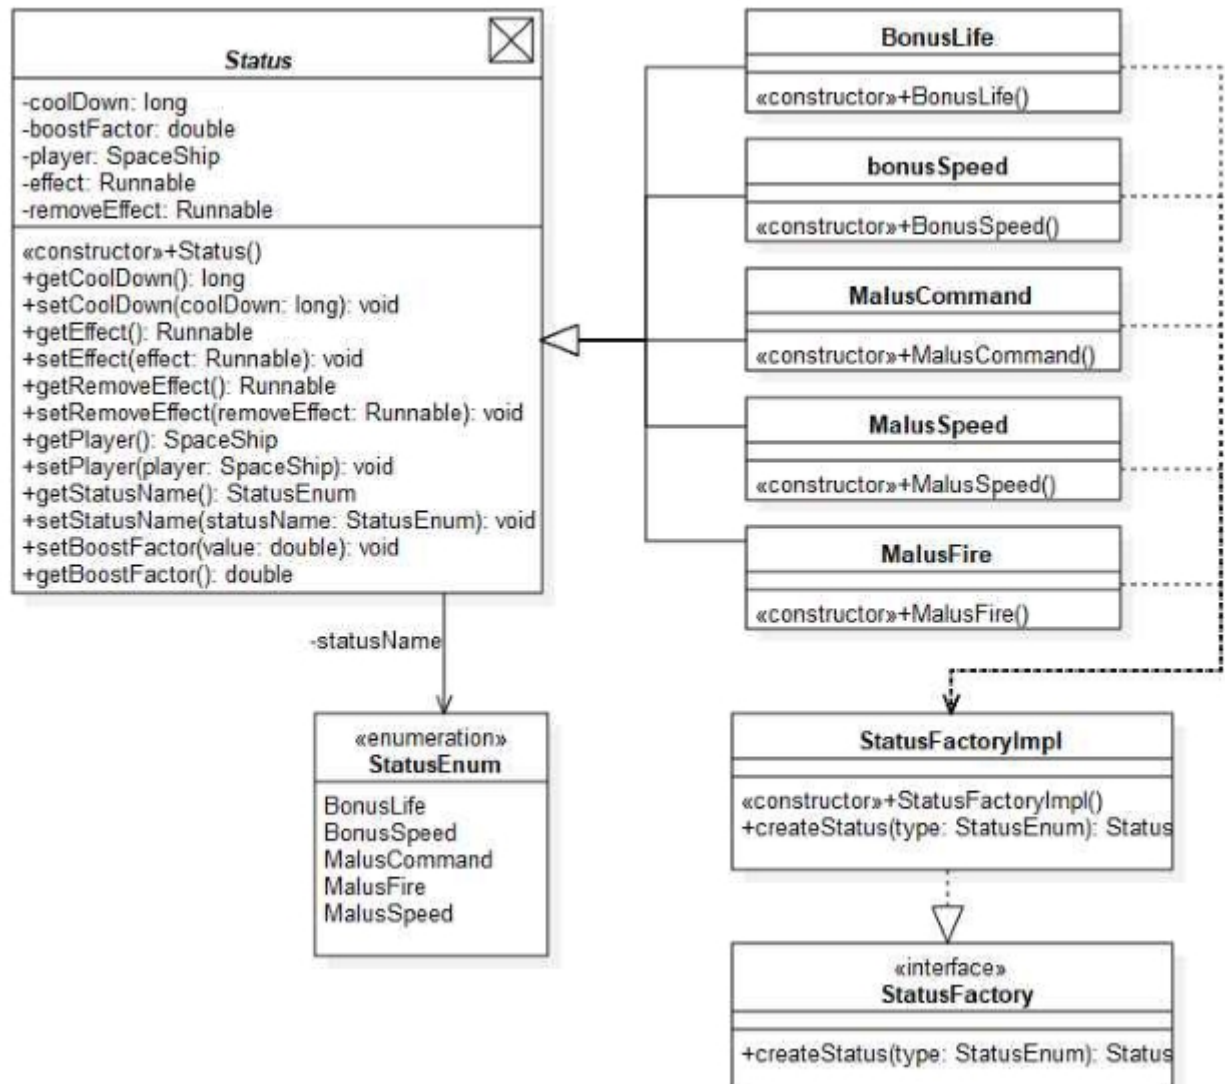 Status
-coolDown: long
-boostFactor: double
-player: SpaceShip
-effect: Runnable
-removeEffect: Runnable
«constructor»+Status()
+getCoolDown(): long
+setCoolDown(coolDown: long): void
+getEffect(): Runnable
+setEffect(effect: Runnable): void
+getRemoveEffect(): Runnable
+setRemoveEffect(removeEffect: Runnable): void
+getPlayer(): SpaceShip
+setPlayer(player: SpaceShip): void
+getStatusName(): StatusEnum
+setStatusName(statusName: StatusEnum): void
+setBoostFactor(value: double): void
+getBoostFactor(): double
-statusName
«enumeration»
StatusEnum
BonusLife
BonusSpeed
MalusCommand
MalusFire
MalusSpeed
BonusLife
«constructor»+BonusLife()
bonusSpeed
«constructor»+BonusSpeed()
MalusCommand
«constructor»+MalusCommand()
MalusSpeed
«constructor»+MalusSpeed()
MalusFire
«constructor»+MalusFire()
StatusFactoryImpl
«constructor»+StatusFactoryImpl()
+createStatus(type: StatusEnum): Status
«interface»
StatusFactory
+createStatus(type: StatusEnum): Status